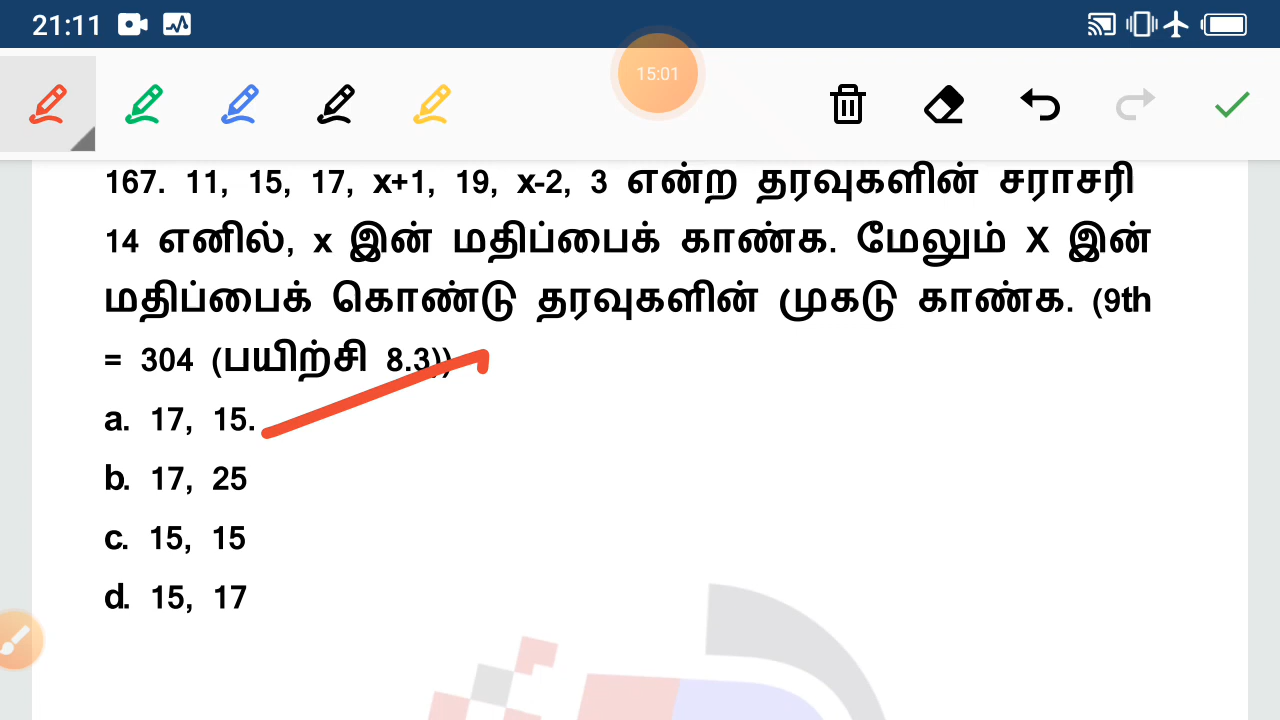 21:11
15:01
167. 11, 15, 17, x+1, 19, x-2, 3 என்ற தரவுகளின் சராசரி
14 எனில், x இன் மதிப்பைக் காண்க. மேலும் X இன்
மதிப்பைக் கொண்டு தரவுகளின் முகடு காண்க. (9th
= 304 (பயிற்சி 8.3))
a. 17, 15.
b. 17, 25
c. 15, 15
d. 15, 17